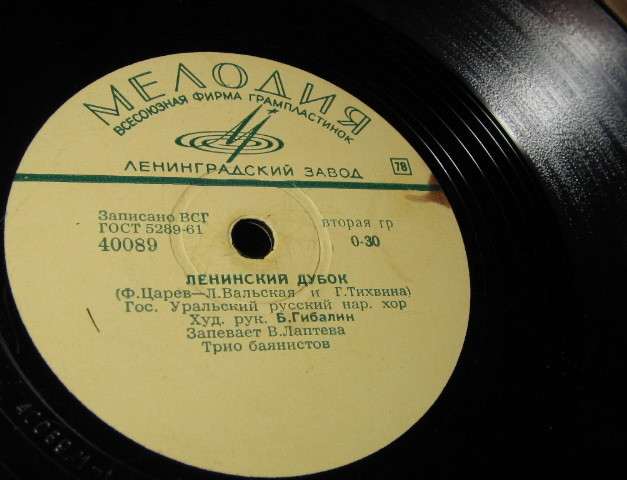 МЕЛОДИЯ
ВСЕСОЮЗНАЯ ФИРМА ГРАМПЛАСТИНОК
ЛЕНИНГРАДСКИЙ ЗАВОД 78
Записано ВСГ
ГОСТ 5289-61 вторая гр
40089 0-30
ЛЕНИНСКИЙ ДУБОК
(Ф.Царев—Л.Вальская и Г.Тихвина)
Гос. Уральский русский нар. хор
Худ. рук. Б.Гибалин
Запевает В.Лаптева
Трио баянистов